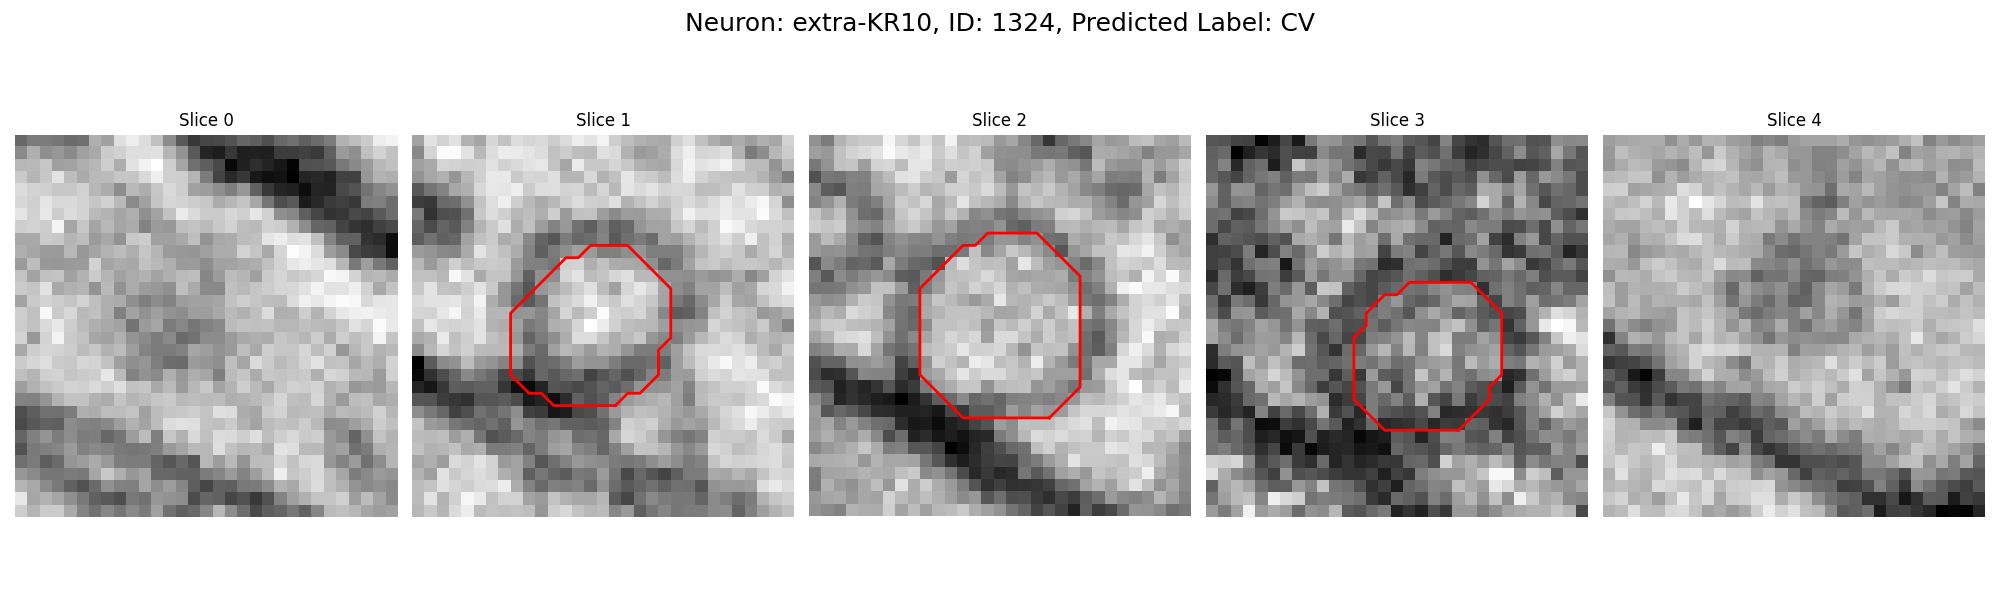 Neuron: extra-KR10, ID: 1324, Predicted Label: CV
Slice 0
Slice 1
Slice 2
Slice 3
Slice 4